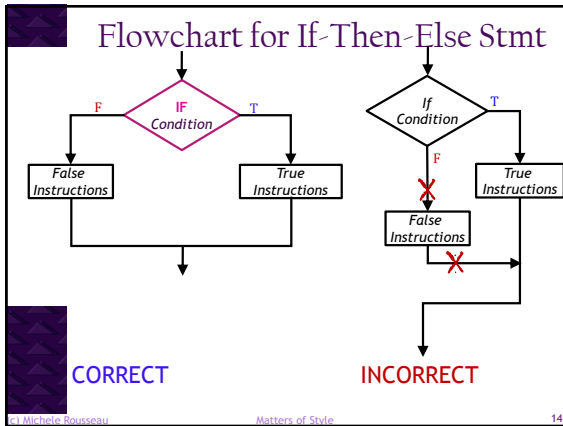 Flowchart for If-Then-Else Stmt
F
IF
Condition
T
False
Instructions
True
Instructions
If
Condition
T
F
True
Instructions
False
Instructions
CORRECT
INCORRECT
(c) Michele Rousseau
Matters of Style
14